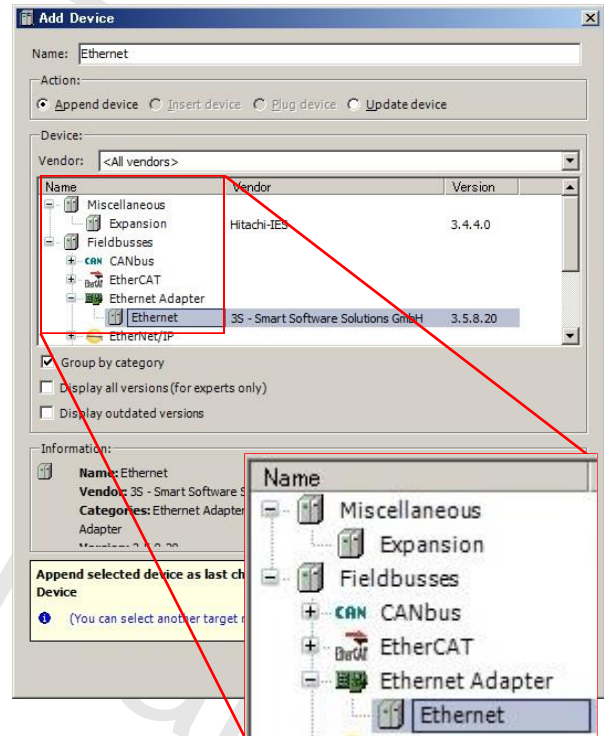 Add Device
Name: Ethernet
Action:
Append device Insert device Plug device Update device
Device:
Vendor: <All vendors>
Name Vendor Version
Miscellaneous
Expansion Hitachi-IES 3.4.4.0
Fieldbusses
CAN CANbus
EtherCAT
Ethernet Adapter
Ethernet 3S - Smart Software Solutions GmbH 3.5.8.20
EtherNet/IP
Group by category
Display all versions (for experts only)
Display outdated versions
Information:
Name: Ethernet
Vendor: 3S - Smart Software S
Categories: Ethernet Adapter
Adapter
Append selected device as last ch
Device
(You can select another target
Name
Miscellaneous
Expansion
Fieldbusses
CAN CANbus
EtherCAT
Ethernet Adapter
Ethernet